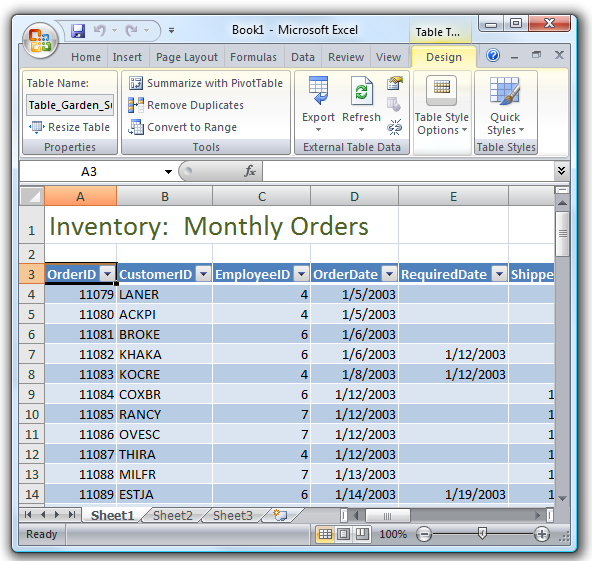 Book1 - Microsoft Excel
Table T...
Home Insert Page Layout Formulas Data Review View Design
Table Name: Summarize with PivotTable
Table_Garden_Su Remove Duplicates Export Refresh Table Style Options Quick Styles
Resize Table Convert to Range
Properties Tools External Table Data Table Styles
A3 fx
A B C D E
1 Inventory: Monthly Orders
2
3 OrderID CustomerID EmployeeID OrderDate RequiredDate Shippe
4 11079 LANER 4 1/5/2003
5 11080 ACKPI 4 1/5/2003
6 11081 BROKE 6 1/6/2003
7 11082 KHAKA 6 1/6/2003 1/12/2003
8 11083 KOCRE 4 1/8/2003 1/12/2003
9 11084 COXBR 6 1/12/2003 1
10 11085 RANCY 7 1/12/2003 1
11 11086 OVESC 7 1/12/2003 1
12 11087 THIRA 4 1/12/2003 1
13 11088 MILFR 7 1/13/2003 1
14 11089 ESTJA 6 1/14/2003 1/19/2003 1
Sheet1 Sheet2 Sheet3
Ready 100%